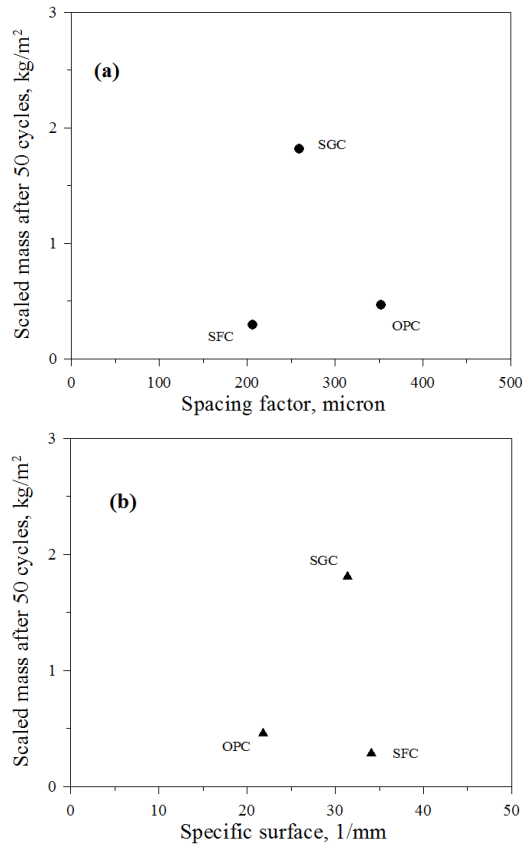 3
(a)
SGC
2
1
SFC
OPC
0
0 100 200 300 400 500
Scaled mass after 50 cycles, kg/m²
Spacing factor, micron
3
(b)
SGC
2
1
OPC
SFC
0
0 10 20 30 40 50
Scaled mass after 50 cycles, kg/m²
Specific surface, 1/mm